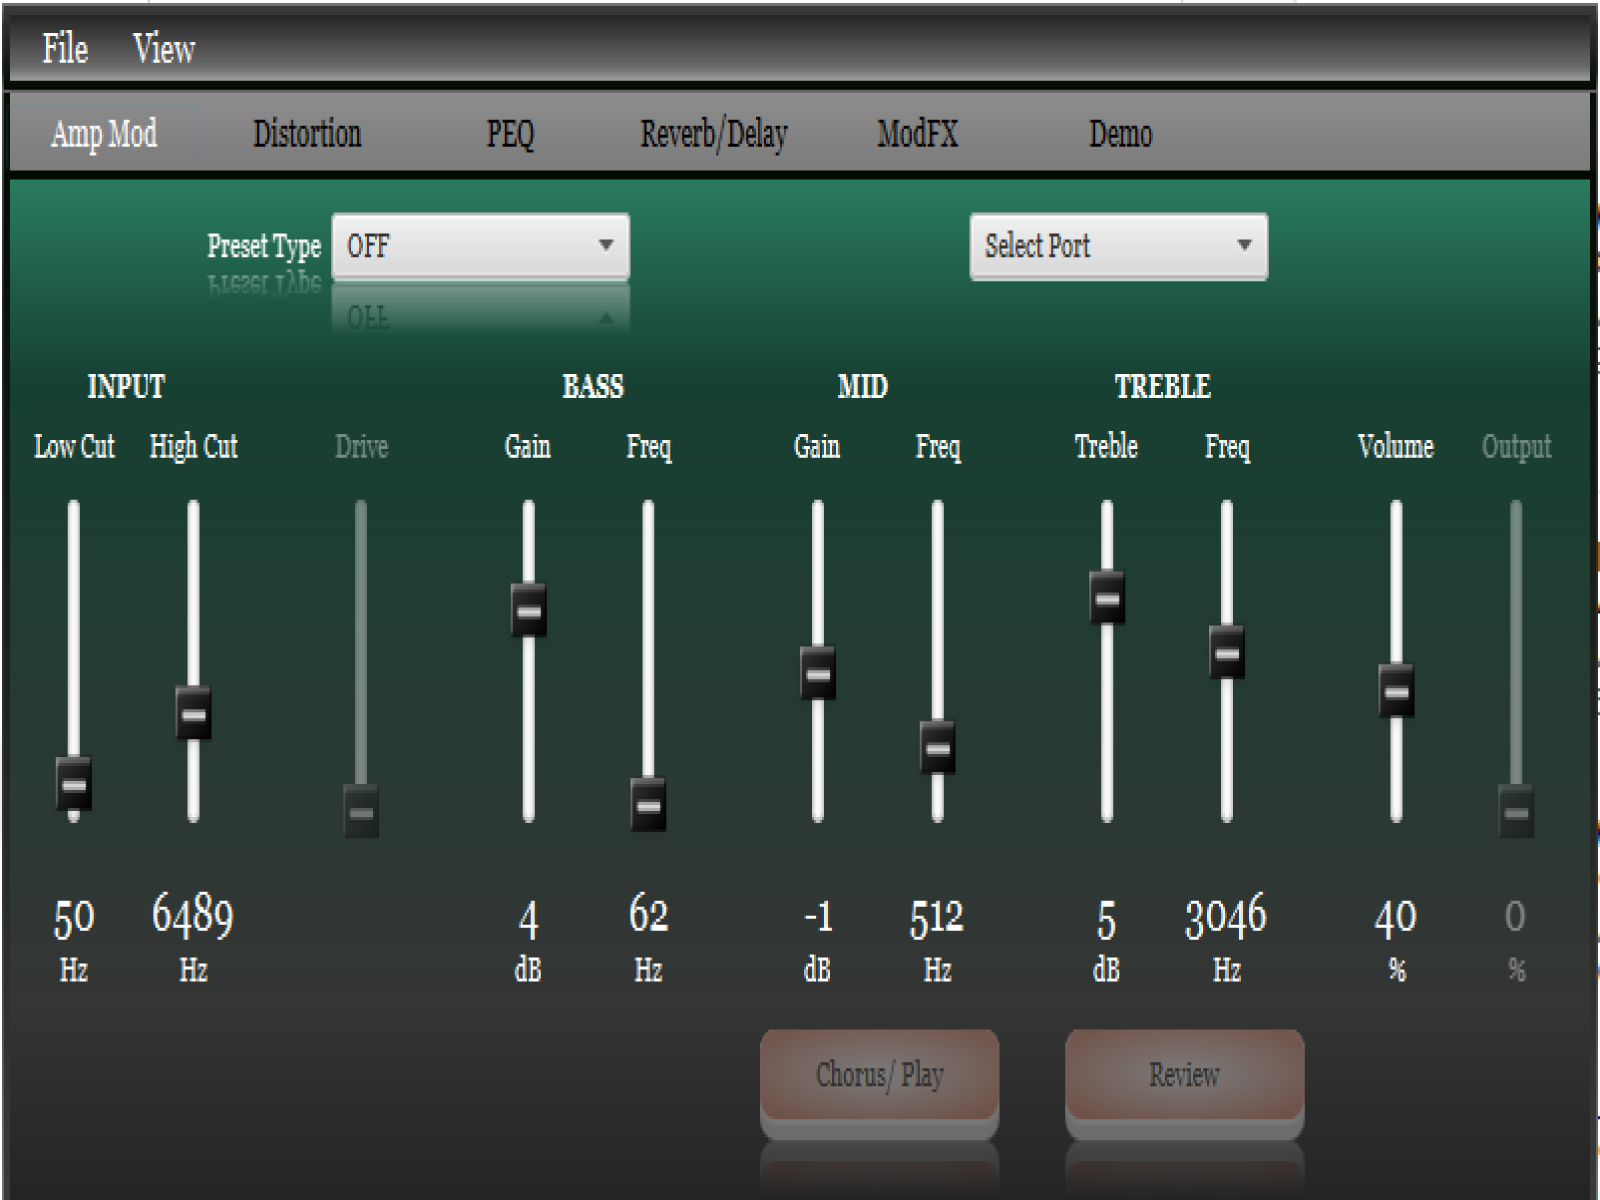 File View
Amp Mod Distortion PEQ Reverb/Delay ModFX Demo
Preset Type OFF Select Port
INPUT BASS MID TREBLE
Low Cut High Cut Drive Gain Freq Gain Freq Treble Freq Volume Output
50 6489 4 62 -1 512 5 3046 40 0
Hz Hz dB Hz dB Hz dB Hz % %
Chorus/ Play Review